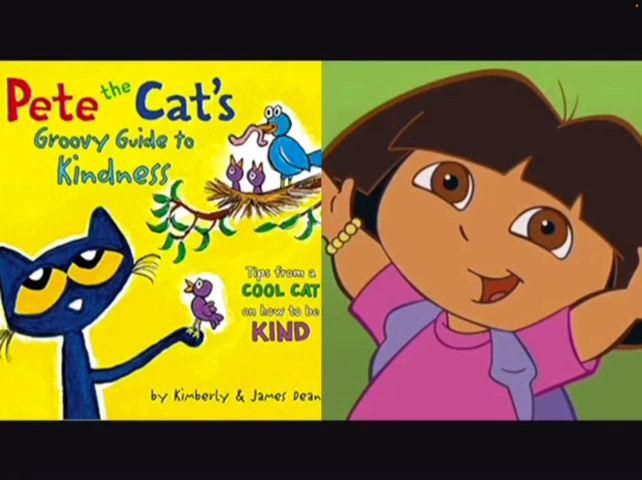 Pete the Cat's
Groovy Guide to
Kindness
Tips from a
COOL CAT
on how to be
KIND
by Kimberly & James Dean